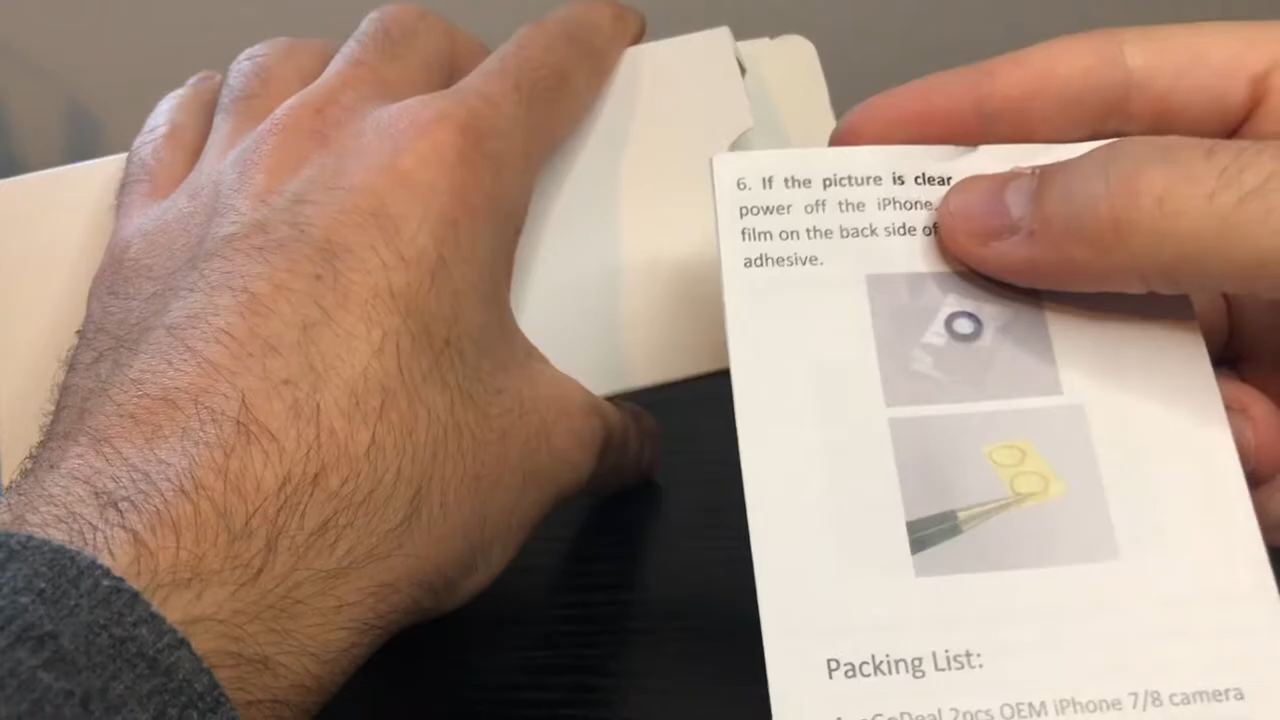 6. If the picture is clear
power off the iPhone.
film on the back side of
adhesive.
Packing List:
2pcs OEM iPhone 7/8 camera